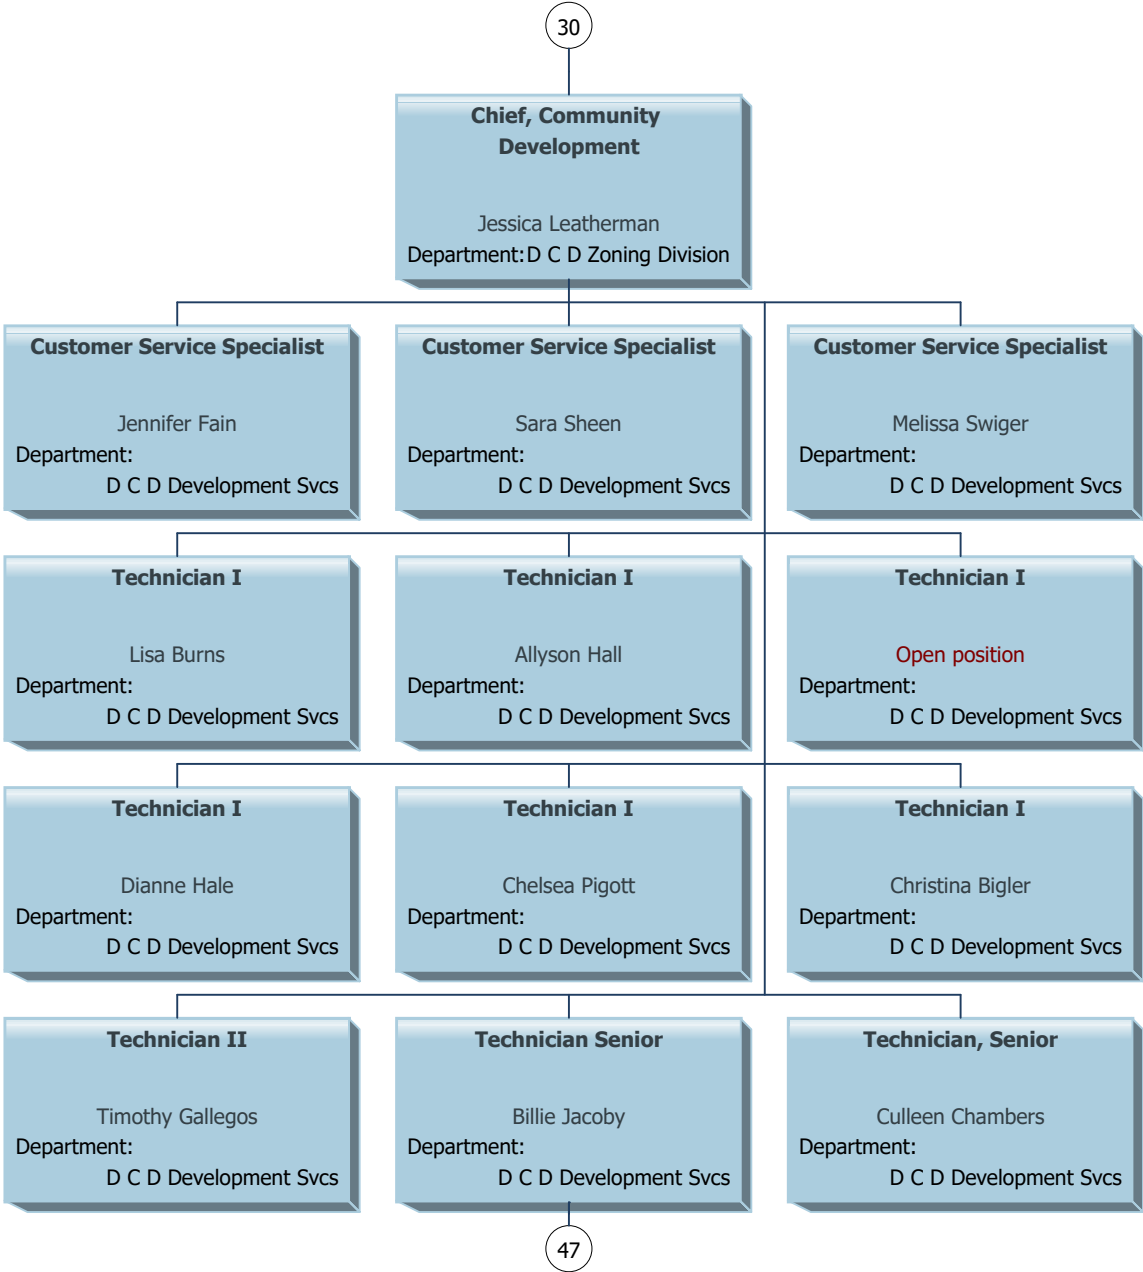 30
Chief, Community
Development
Jessica Leatherman
Department: D C D Zoning Division
Customer Service Specialist
Jennifer Fain
Department:
D C D Development Svcs
Customer Service Specialist
Sara Sheen
Department:
D C D Development Svcs
Customer Service Specialist
Melissa Swiger
Department:
D C D Development Svcs
Technician I
Lisa Burns
Department:
D C D Development Svcs
Technician I
Allyson Hall
Department:
D C D Development Svcs
Technician I
Open position
Department:
D C D Development Svcs
Technician I
Dianne Hale
Department:
D C D Development Svcs
Technician I
Chelsea Pigott
Department:
D C D Development Svcs
Technician I
Christina Bigler
Department:
D C D Development Svcs
Technician II
Timothy Gallegos
Department:
D C D Development Svcs
Technician Senior
Billie Jacoby
Department:
D C D Development Svcs
Technician, Senior
Culleen Chambers
Department:
D C D Development Svcs
47